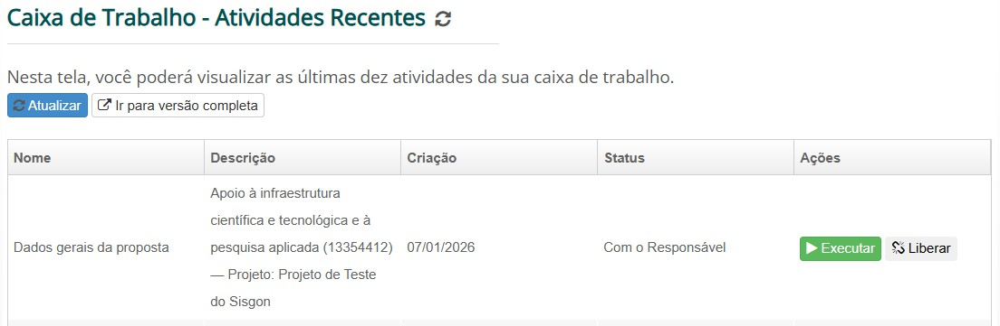 Caixa de Trabalho - Atividades Recentes
Nesta tela, você poderá visualizar as últimas dez atividades da sua caixa de trabalho.
Atualizar Ir para versão completa
Nome Descrição Criação Status Ações
Apoio à infraestrutura
científica e tecnológica e à
Dados gerais da proposta pesquisa aplicada (13354412) 07/01/2026 Com o Responsável Executar Liberar
— Projeto: Projeto de Teste
do Sisgon